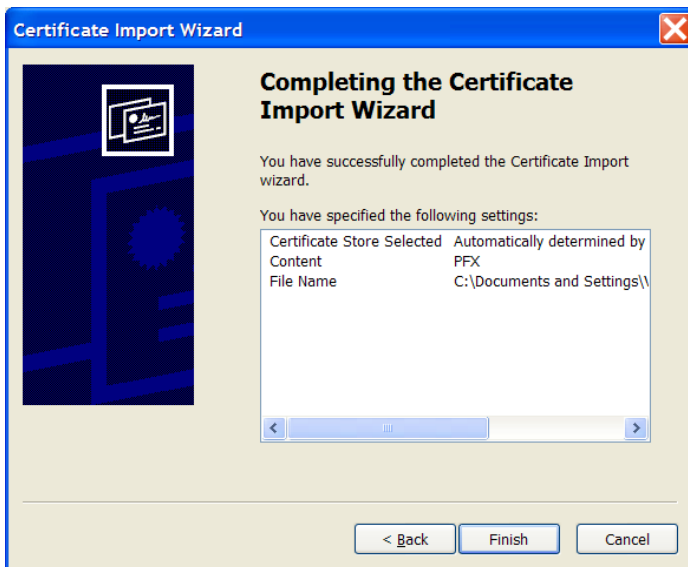 Certificate Import Wizard
Completing the Certificate
Import Wizard
You have successfully completed the Certificate Import
wizard.
You have specified the following settings:
Certificate Store Selected Automatically determined by
Content PFX
File Name C:\Documents and Settings\
< Back Finish Cancel